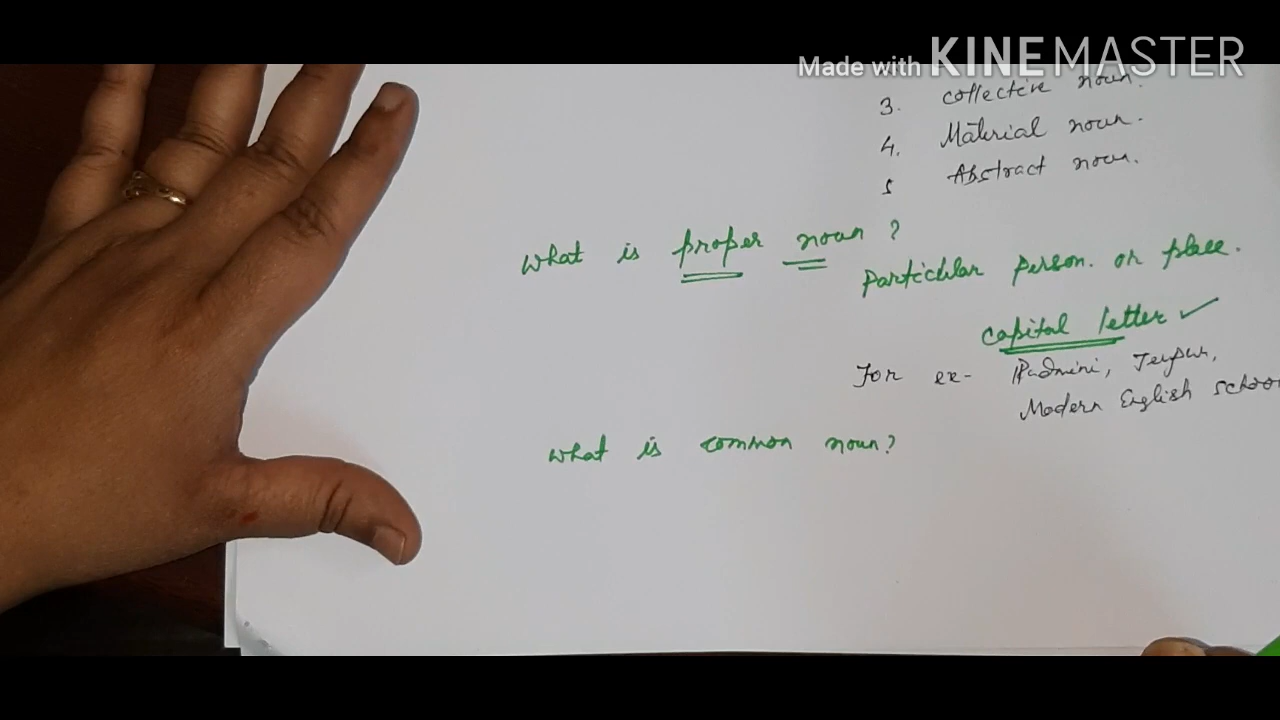 Made with KINEMASTER
3. collective noun.
4. Material noun.
5 Abstract noun.
What is proper noun?
Particular person. or place.
capital letter ✓
For ex- Padmini, Tezpur,
Modern English School
What is common noun?